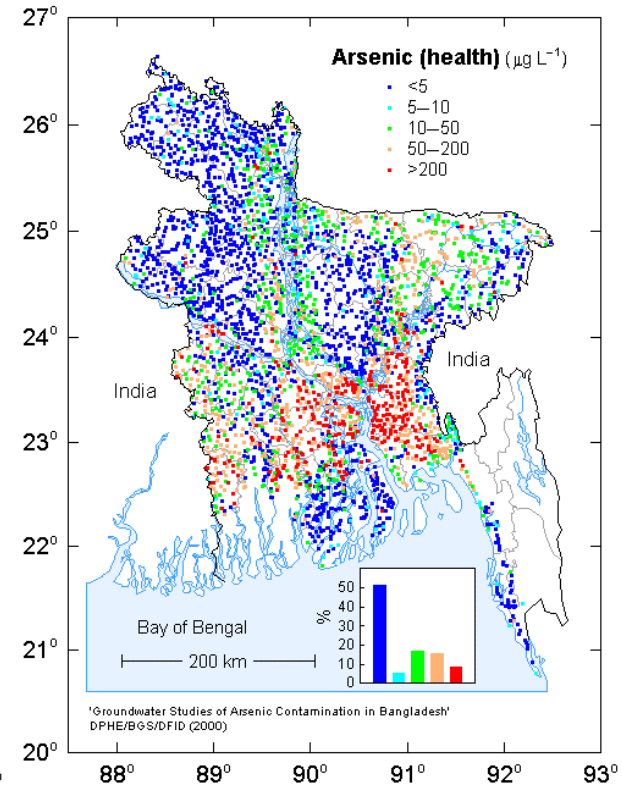 27⁰
26⁰
25⁰
24⁰
23⁰
22⁰
21⁰
20⁰
Arsenic (health) (μg L⁻¹)
<5
5–10
10–50
50–200
>200
India
India
Bay of Bengal
200 km
%
50
40
30
20
10
0
'Groundwater Studies of Arsenic Contamination in Bangladesh'
DPHE/BGS/DFID (2000)
88⁰ 89⁰ 90⁰ 91⁰ 92⁰ 93⁰